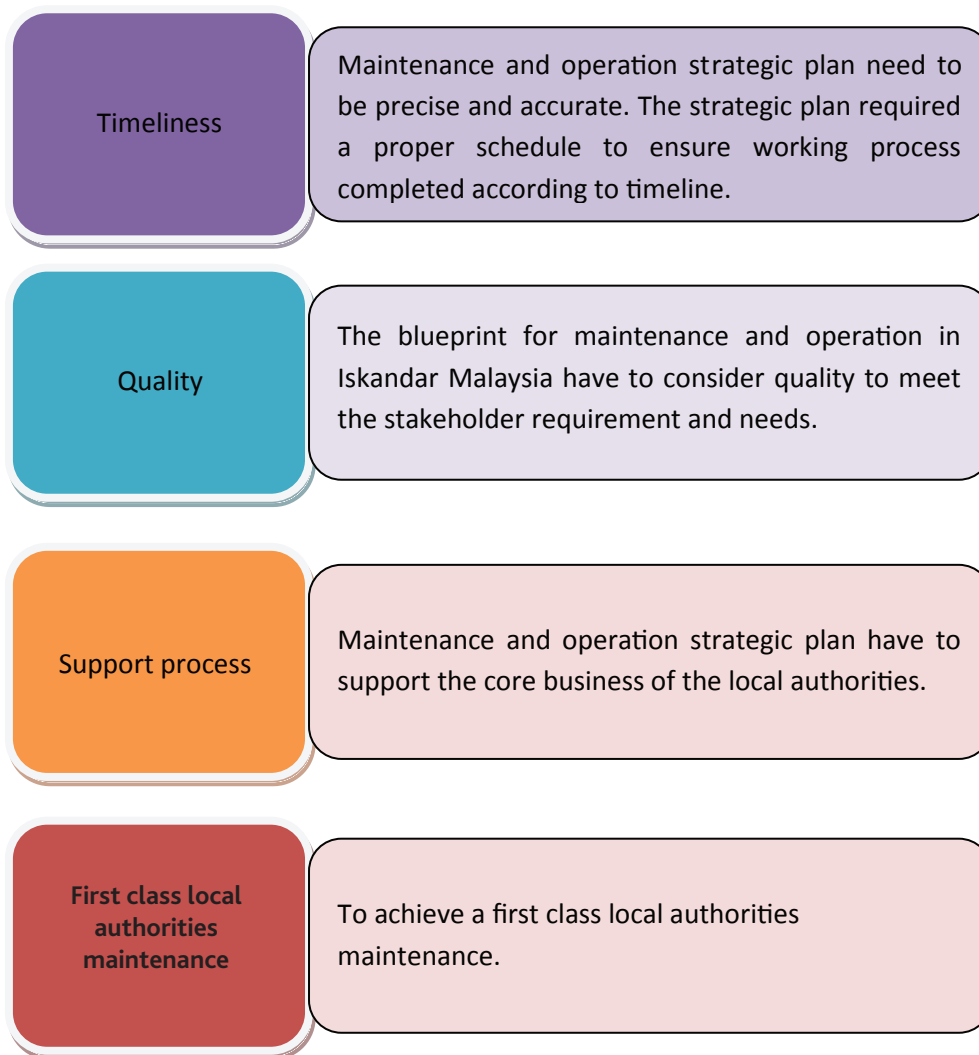 Timeliness
Maintenance and operation strategic plan need to
be precise and accurate. The strategic plan required
a proper schedule to ensure working process
completed according to timeline.
Quality
The blueprint for maintenance and operation in
Iskandar Malaysia have to consider quality to meet
the stakeholder requirement and needs.
Support process
Maintenance and operation strategic plan have to
support the core business of the local authorities.
First class local
authorities
maintenance
To achieve a first class local authorities
maintenance.